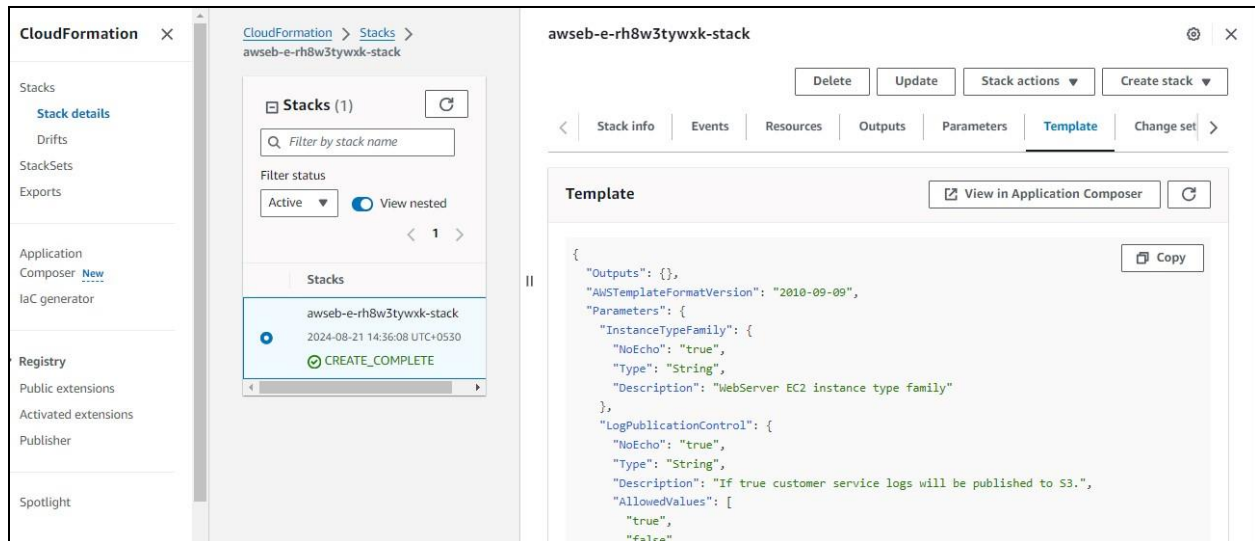 CloudFormation
Stacks
Stack details
Drifts
StackSets
Exports
Application
Composer New
IaC generator
Registry
Public extensions
Activated extensions
Publisher
Spotlight
CloudFormation > Stacks >
awseb-e-rh8w3tywxk-stack
Stacks (1)
Filter by stack name
Filter status
Active
View nested
1
Stacks
awseb-e-rh8w3tywxk-stack
2024-08-21 14:36:08 UTC+0530
CREATE_COMPLETE
awseb-e-rh8w3tywxk-stack
Delete Update Stack actions Create stack
Stack info Events Resources Outputs Parameters Template Change set
Template View in Application Composer
Copy
{
"Outputs": {},
"AWSTemplateFormatVersion": "2010-09-09",
"Parameters": {
"InstanceTypeFamily": {
"NoEcho": "true",
"Type": "String",
"Description": "WebServer EC2 instance type family"
},
"LogPublicationControl": {
"NoEcho": "true",
"Type": "String",
"Description": "If true customer service logs will be published to S3.",
"AllowedValues": [
"true",
"false"